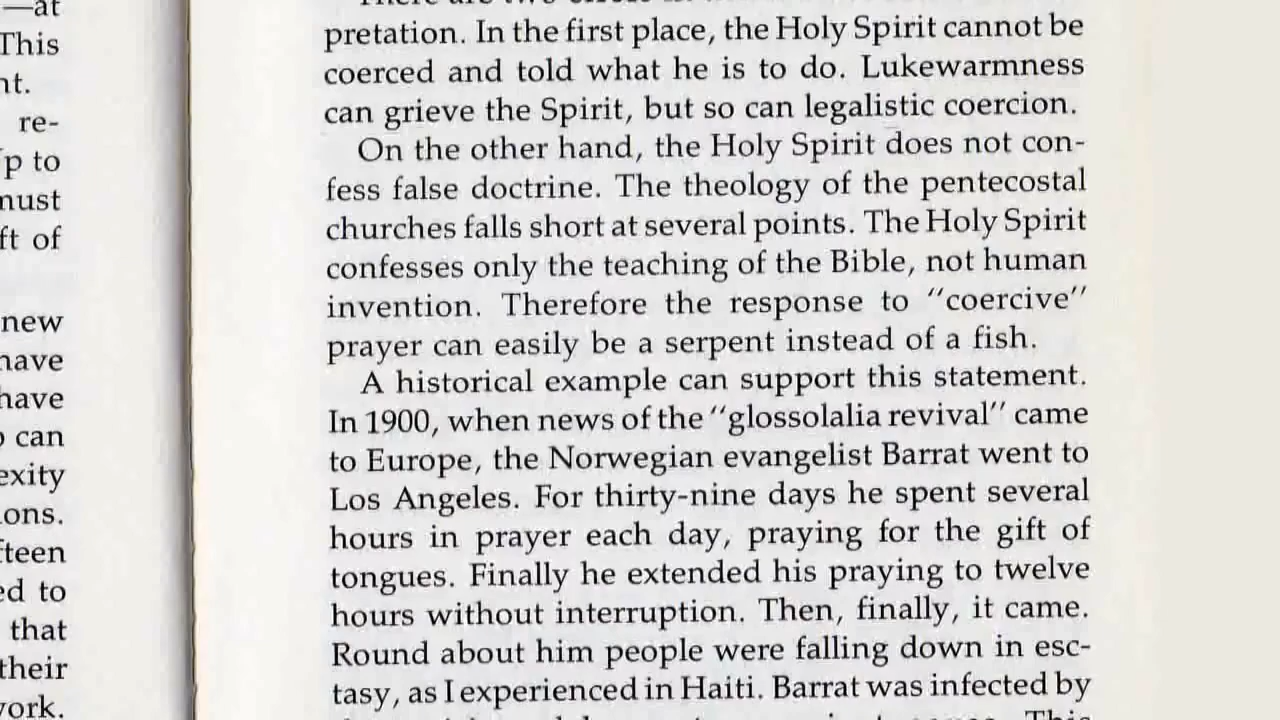 —at
This
nt.
re-
p to
must
ft of
new
have
have
can
exity
ions.
fteen
ed to
that
their
work.
pretation. In the first place, the Holy Spirit cannot be
coerced and told what he is to do. Lukewarmness
can grieve the Spirit, but so can legalistic coercion.
On the other hand, the Holy Spirit does not con-
fess false doctrine. The theology of the pentecostal
churches falls short at several points. The Holy Spirit
confesses only the teaching of the Bible, not human
invention. Therefore the response to “coercive”
prayer can easily be a serpent instead of a fish.
A historical example can support this statement.
In 1900, when news of the “glossolalia revival” came
to Europe, the Norwegian evangelist Barrat went to
Los Angeles. For thirty-nine days he spent several
hours in prayer each day, praying for the gift of
tongues. Finally he extended his praying to twelve
hours without interruption. Then, finally, it came.
Round about him people were falling down in esc-
tasy, as I experienced in Haiti. Barrat was infected by